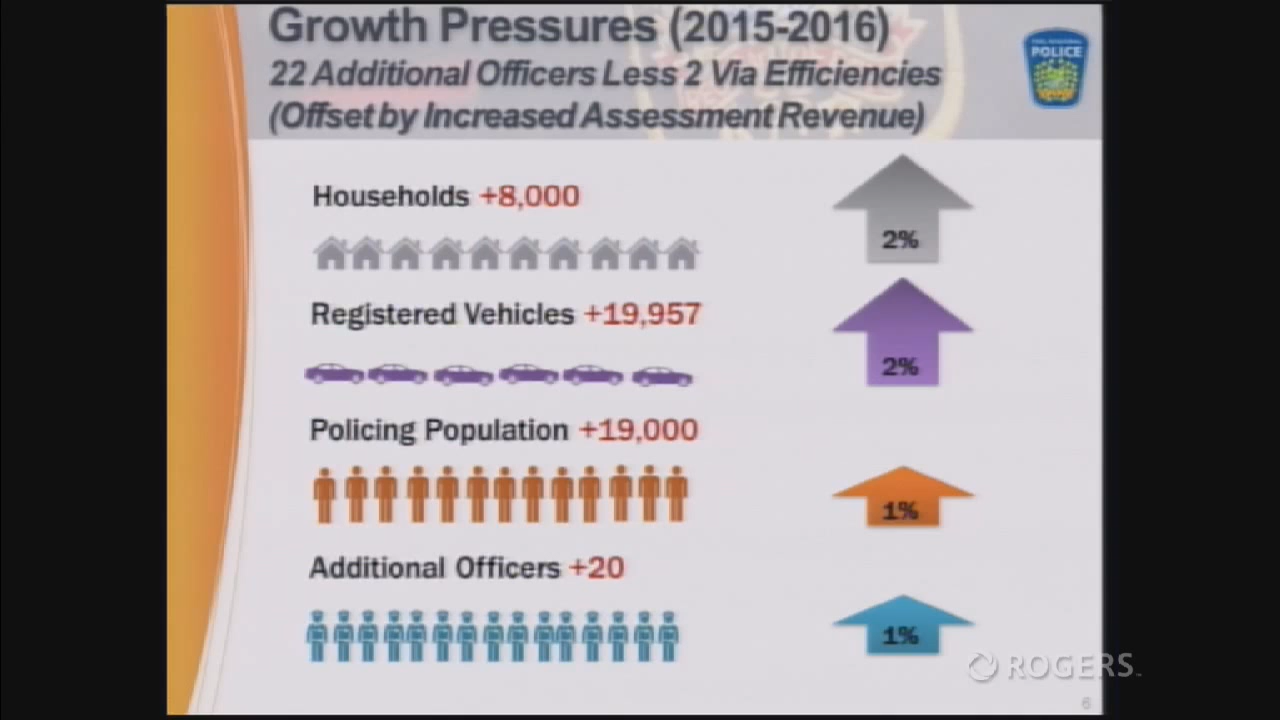 Growth Pressures (2015-2016)
22 Additional Officers Less 2 Via Efficiencies
(Offset by Increased Assessment Revenue)
POLICE
Households +8,000
2%
Registered Vehicles +19,957
2%
Policing Population +19,000
1%
Additional Officers +20
1%
ROGERS
6